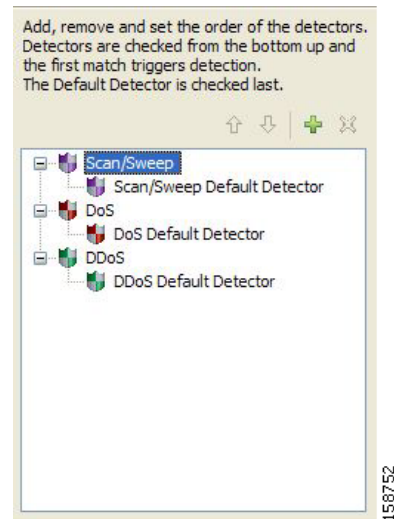 Add, remove and set the order of the detectors.
Detectors are checked from the bottom up and
the first match triggers detection.
The Default Detector is checked last.
Scan/Sweep
Scan/Sweep Default Detector
DoS
DoS Default Detector
DDoS
DDoS Default Detector
158752